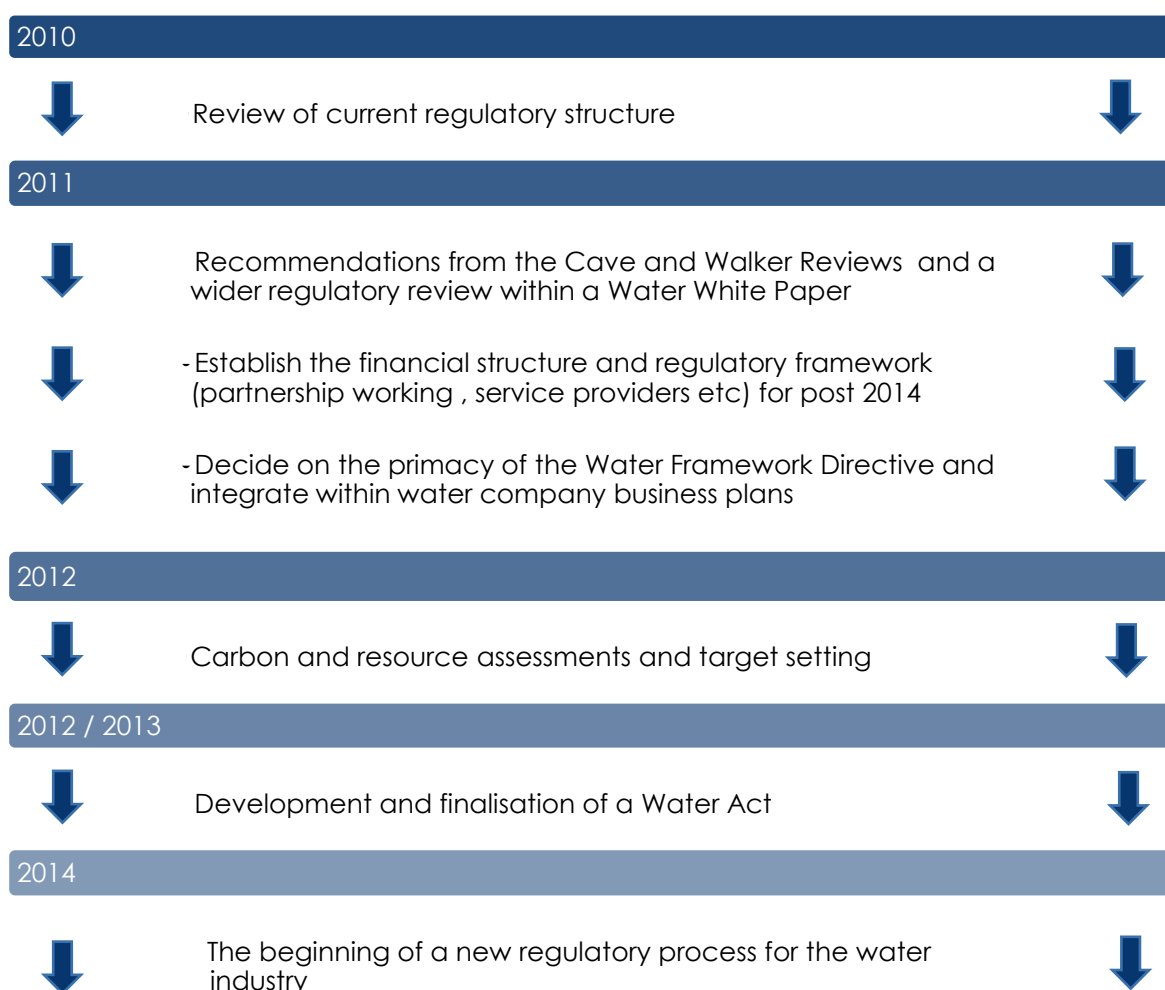 2010
Review of current regulatory structure
2011
Recommendations from the Cave and Walker Reviews and a
wider regulatory review within a Water White Paper
- Establish the financial structure and regulatory framework
(partnership working , service providers etc) for post 2014
- Decide on the primacy of the Water Framework Directive and
integrate within water company business plans
2012
Carbon and resource assessments and target setting
2012 / 2013
Development and finalisation of a Water Act
2014
The beginning of a new regulatory process for the water
industry